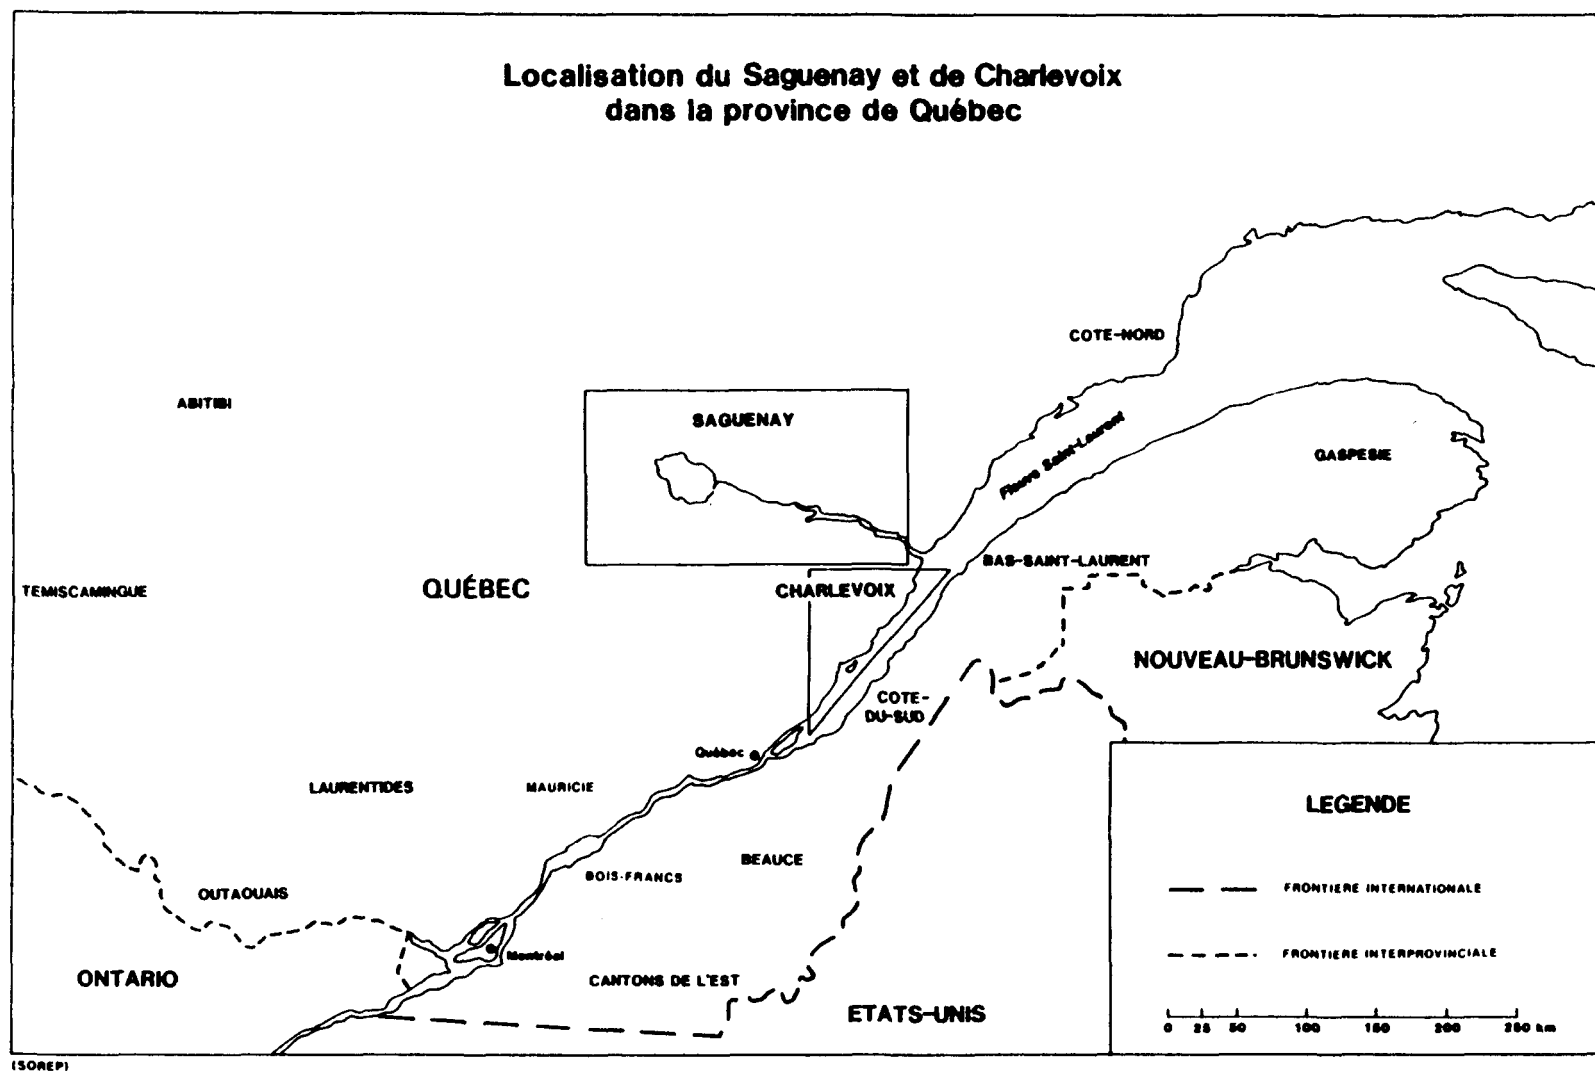 Localisation du Saguenay et de Charlevoix
dans la province de Québec
COTE-NORD
ABITIBI
SAGUENAY
Fleuve Saint-Laurent
GASPESIE
BAS-SAINT-LAURENT
TEMISCAMINGUE
QUÉBEC
CHARLEVOIX
NOUVEAU-BRUNSWICK
COTE-
DU-SUD
Québec
LAURENTIDES
MAURICIE
LEGENDE
BEAUCE
BOIS-FRANCS
OUTAOUAIS
FRONTIERE INTERNATIONALE
Montréal
FRONTIERE INTERPROVINCIALE
ONTARIO
CANTONS DE L'EST
ETATS-UNIS
0 25 50 100 150 200 250 km
(SOREP)